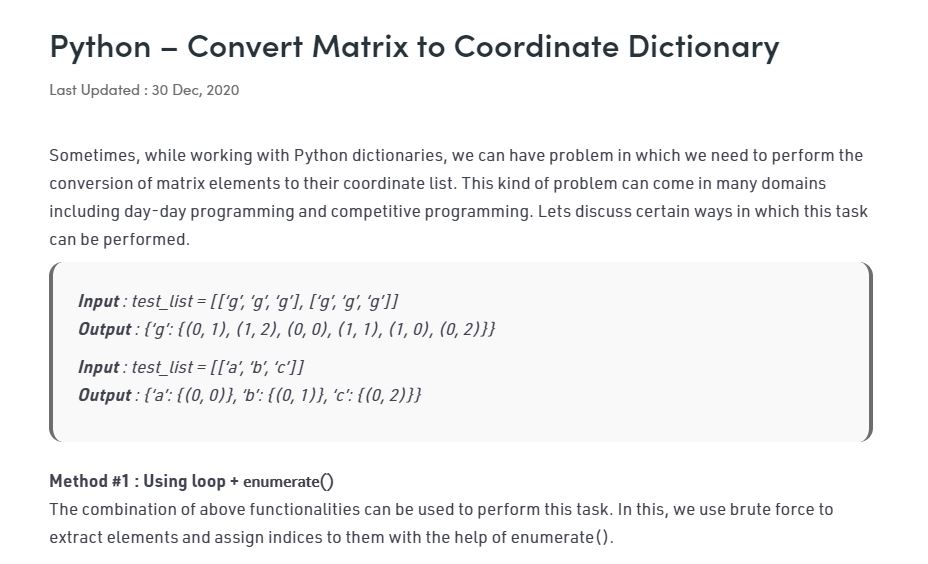 Python – Convert Matrix to Coordinate Dictionary
Last Updated : 30 Dec, 2020
Sometimes, while working with Python dictionaries, we can have problem in which we need to perform the
conversion of matrix elements to their coordinate list. This kind of problem can come in many domains
including day-day programming and competitive programming. Lets discuss certain ways in which this task
can be performed.
Input : test_list = [[‘g’, ‘g’, ‘g’], [‘g’, ‘g’, ‘g’]]
Output : {‘g’: {(0, 1), (1, 2), (0, 0), (1, 1), (1, 0), (0, 2)}}
Input : test_list = [[‘a’, ‘b’, ‘c’]]
Output : {‘a’: {(0, 0)}, ‘b’: {(0, 1)}, ‘c’: {(0, 2)}}
Method #1 : Using loop + enumerate()
The combination of above functionalities can be used to perform this task. In this, we use brute force to
extract elements and assign indices to them with the help of enumerate().